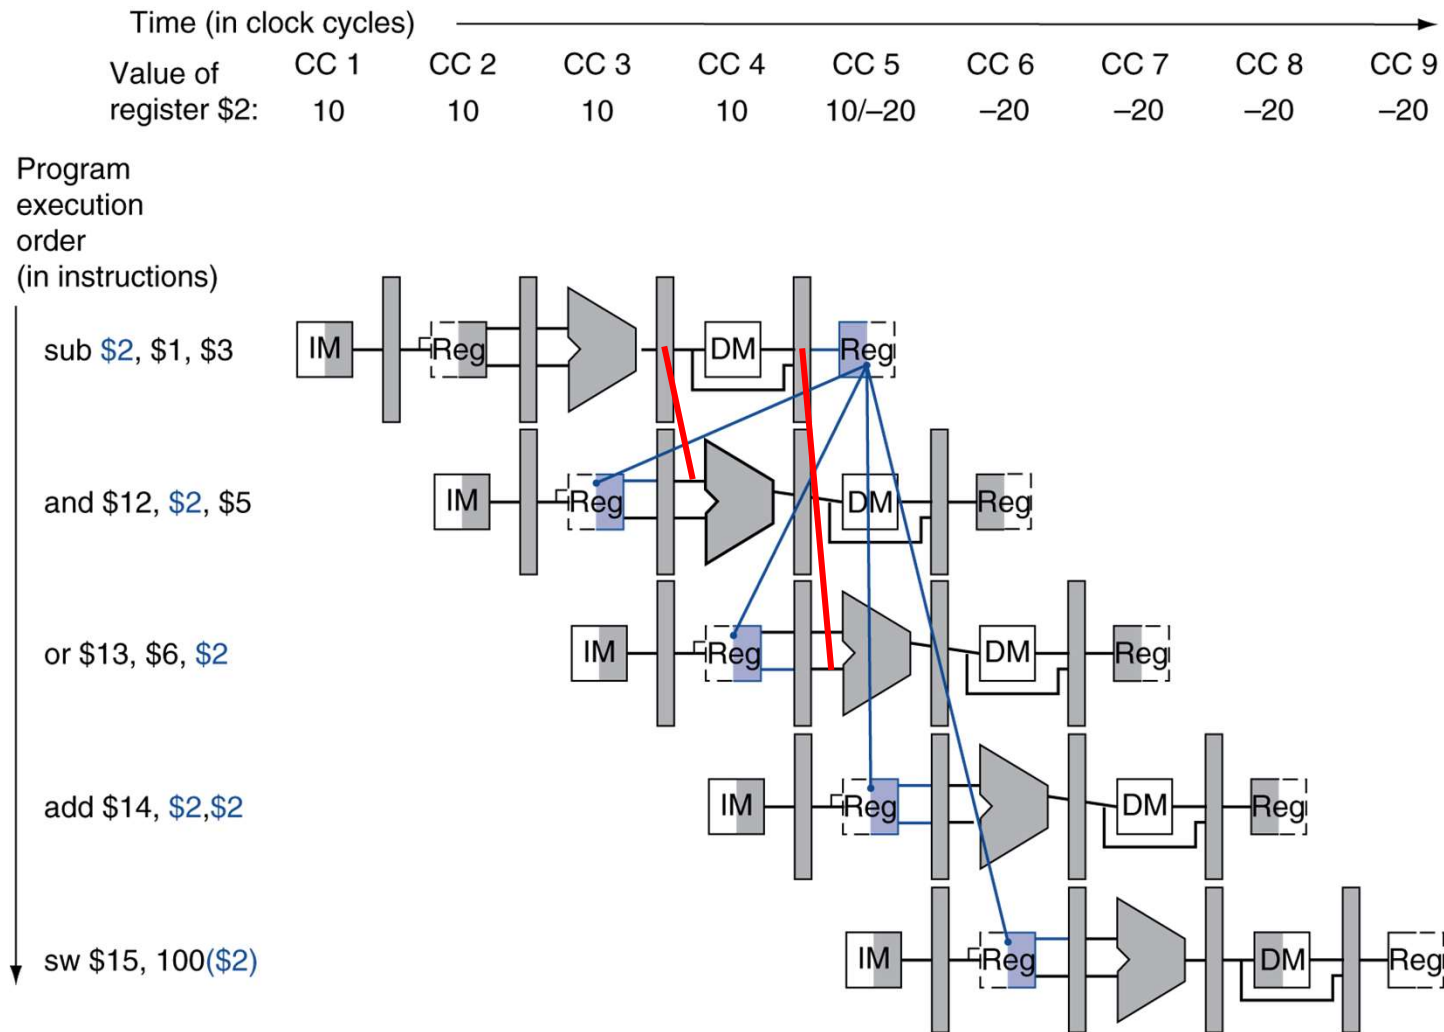 Time (in clock cycles)
CC 1 CC 2 CC 3 CC 4 CC 5 CC 6 CC 7 CC 8 CC 9
Value of
register $2: 10 10 10 10 10/–20 –20 –20 –20 –20
Program
execution
order
(in instructions)
sub $2, $1, $3 IM Reg DM Reg
and $12, $2, $5 IM Reg DM Reg
or $13, $6, $2 IM Reg DM Reg
add $14, $2,$2 IM Reg DM Reg
sw $15, 100($2) IM Reg DM Reg